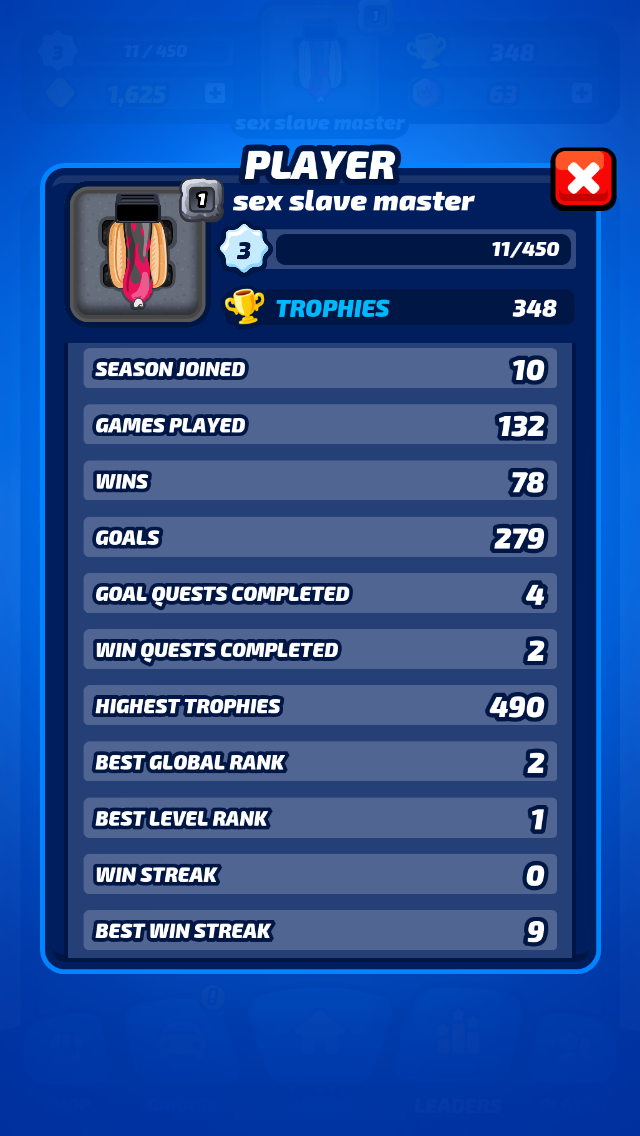 3
11 / 450
1
348
1,625
63
sex slave master
PLAYER
1
sex slave master
3
11/450
TROPHIES
348
SEASON JOINED
10
GAMES PLAYED
132
WINS
78
GOALS
279
GOAL QUESTS COMPLETED
4
WIN QUESTS COMPLETED
2
HIGHEST TROPHIES
490
BEST GLOBAL RANK
2
BEST LEVEL RANK
1
WIN STREAK
0
BEST WIN STREAK
9
LEADERS